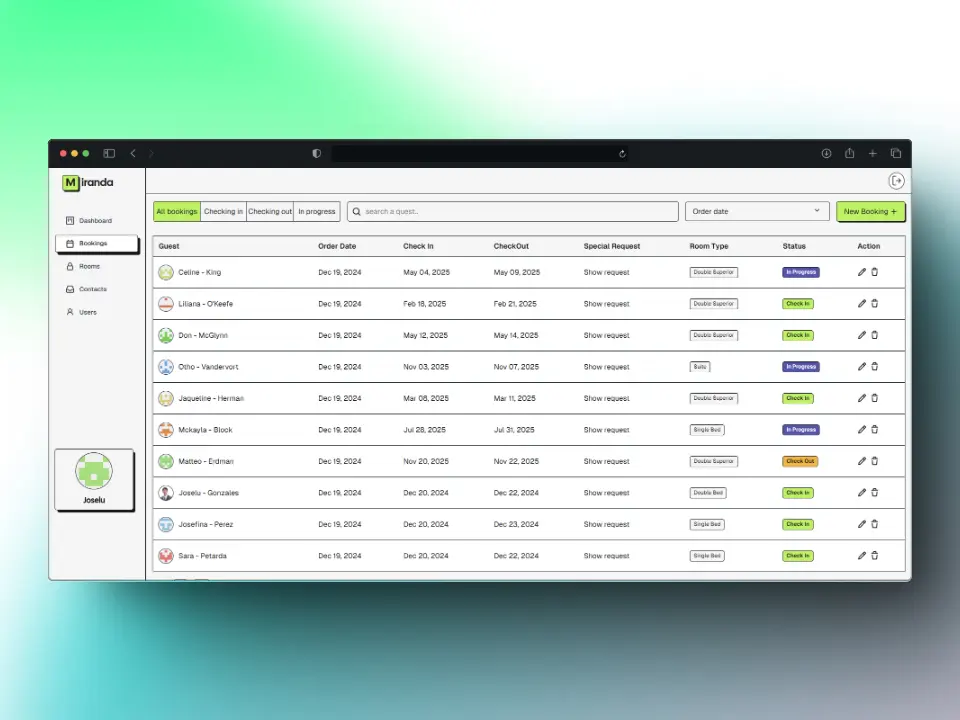 Miranda
Dashboard
Bookings
Rooms
Contacts
Users
Joselu
All bookings Checking in Checking out In progress search a guest.. Order date New Booking +
Guest Order Date Check In CheckOut Special Request Room Type Status Action
Celine - King Dec 19, 2024 May 04, 2025 May 09, 2025 Show request Double Superior In Progress
Liliana - O'Keefe Dec 19, 2024 Feb 18, 2025 Feb 21, 2025 Show request Double Superior Check In
Don - McGlynn Dec 19, 2024 May 12, 2025 May 14, 2025 Show request Double Superior Check In
Otho - Vandervort Dec 19, 2024 Nov 03, 2025 Nov 07, 2025 Show request Suite In Progress
Jaqueline - Herman Dec 19, 2024 Mar 08, 2025 Mar 11, 2025 Show request Double Superior Check In
Mckayla - Block Dec 19, 2024 Jul 28, 2025 Jul 31, 2025 Show request Single Bed In Progress
Matteo - Erdman Dec 19, 2024 Nov 20, 2025 Nov 22, 2025 Show request Double Superior Check Out
Joselu - Gonzales Dec 19, 2024 Dec 20, 2024 Dec 22, 2024 Show request Double Bed Check In
Josefina - Perez Dec 19, 2024 Dec 20, 2024 Dec 23, 2024 Show request Single Bed Check In
Sara - Petarda Dec 19, 2024 Dec 20, 2024 Dec 22, 2024 Show request Single Bed Check In